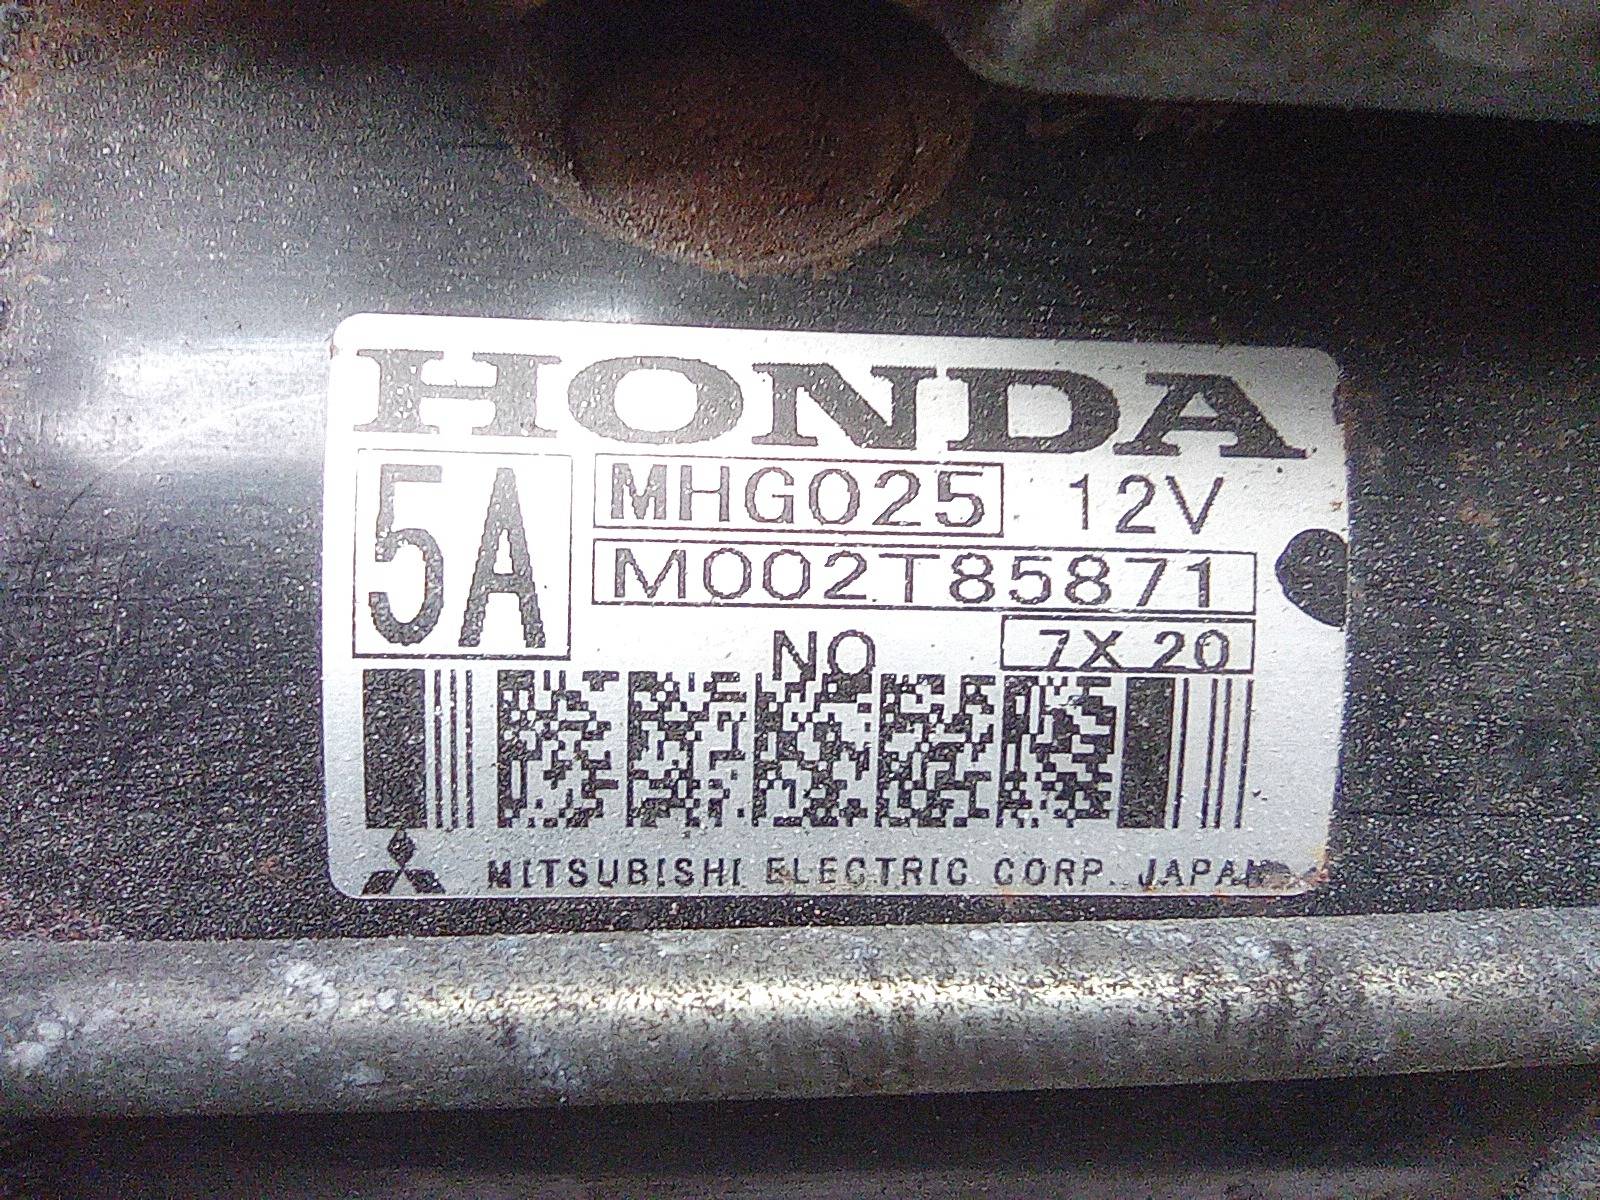 HONDA
5A
MHG025 12V
M002T85871
NO 7X 20
MITSUBISHI ELECTRIC CORP. JAPAN